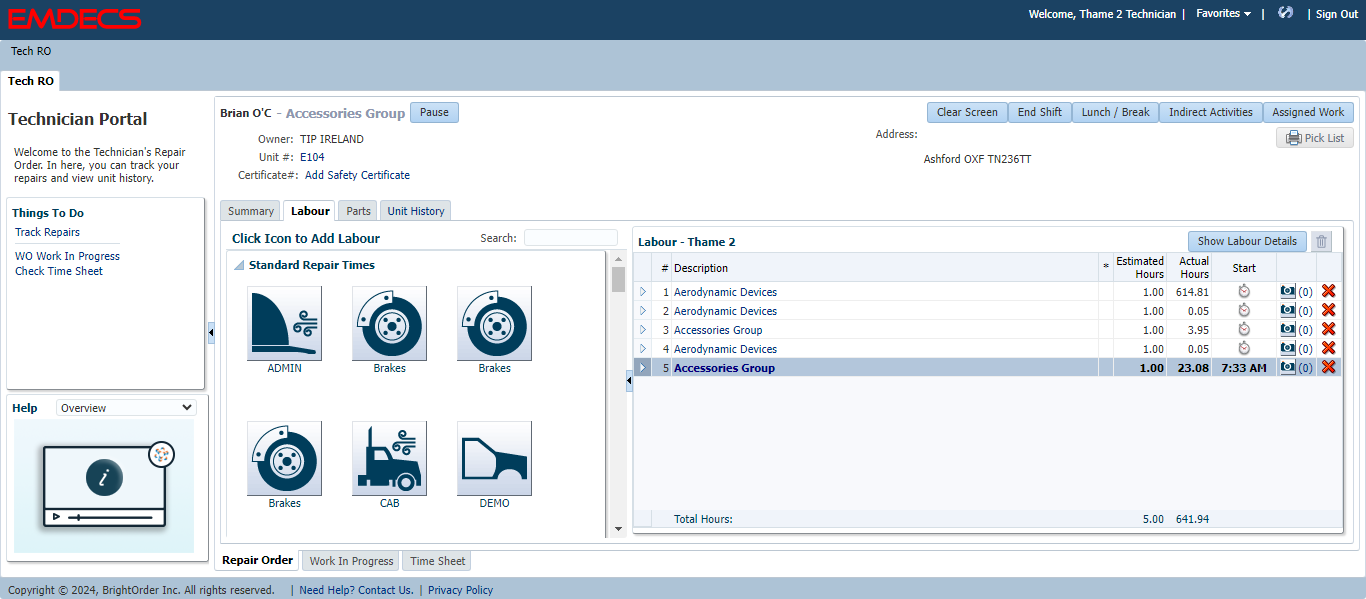 EMDECS
Welcome, Thame 2 Technician | Favorites | | Sign Out
Tech RO
Tech RO
Technician Portal
Welcome to the Technician's Repair
Order. In here, you can track your
repairs and view unit history.
Things To Do
Track Repairs
WO Work In Progress
Check Time Sheet
Help Overview
Brian O'C - Accessories Group Pause
Clear Screen End Shift Lunch / Break Indirect Activities Assigned Work
Owner: TIP IRELAND
Unit #: E104
Certificate#: Add Safety Certificate
Address:
Ashford OXF TN236TT
Pick List
Summary Labour Parts Unit History
Click Icon to Add Labour Search:
Standard Repair Times
ADMIN Brakes Brakes
Brakes CAB DEMO
Labour - Thame 2 Show Labour Details
# Description * Estimated Hours Actual Hours Start
1 Aerodynamic Devices 1.00 614.81 (0)
2 Aerodynamic Devices 1.00 0.05 (0)
3 Accessories Group 1.00 3.95 (0)
4 Aerodynamic Devices 1.00 0.05 (0)
5 Accessories Group 1.00 23.08 7:33 AM (0)
Total Hours: 5.00 641.94
Repair Order Work In Progress Time Sheet
Copyright © 2024, BrightOrder Inc. All rights reserved. | Need Help? Contact Us. | Privacy Policy